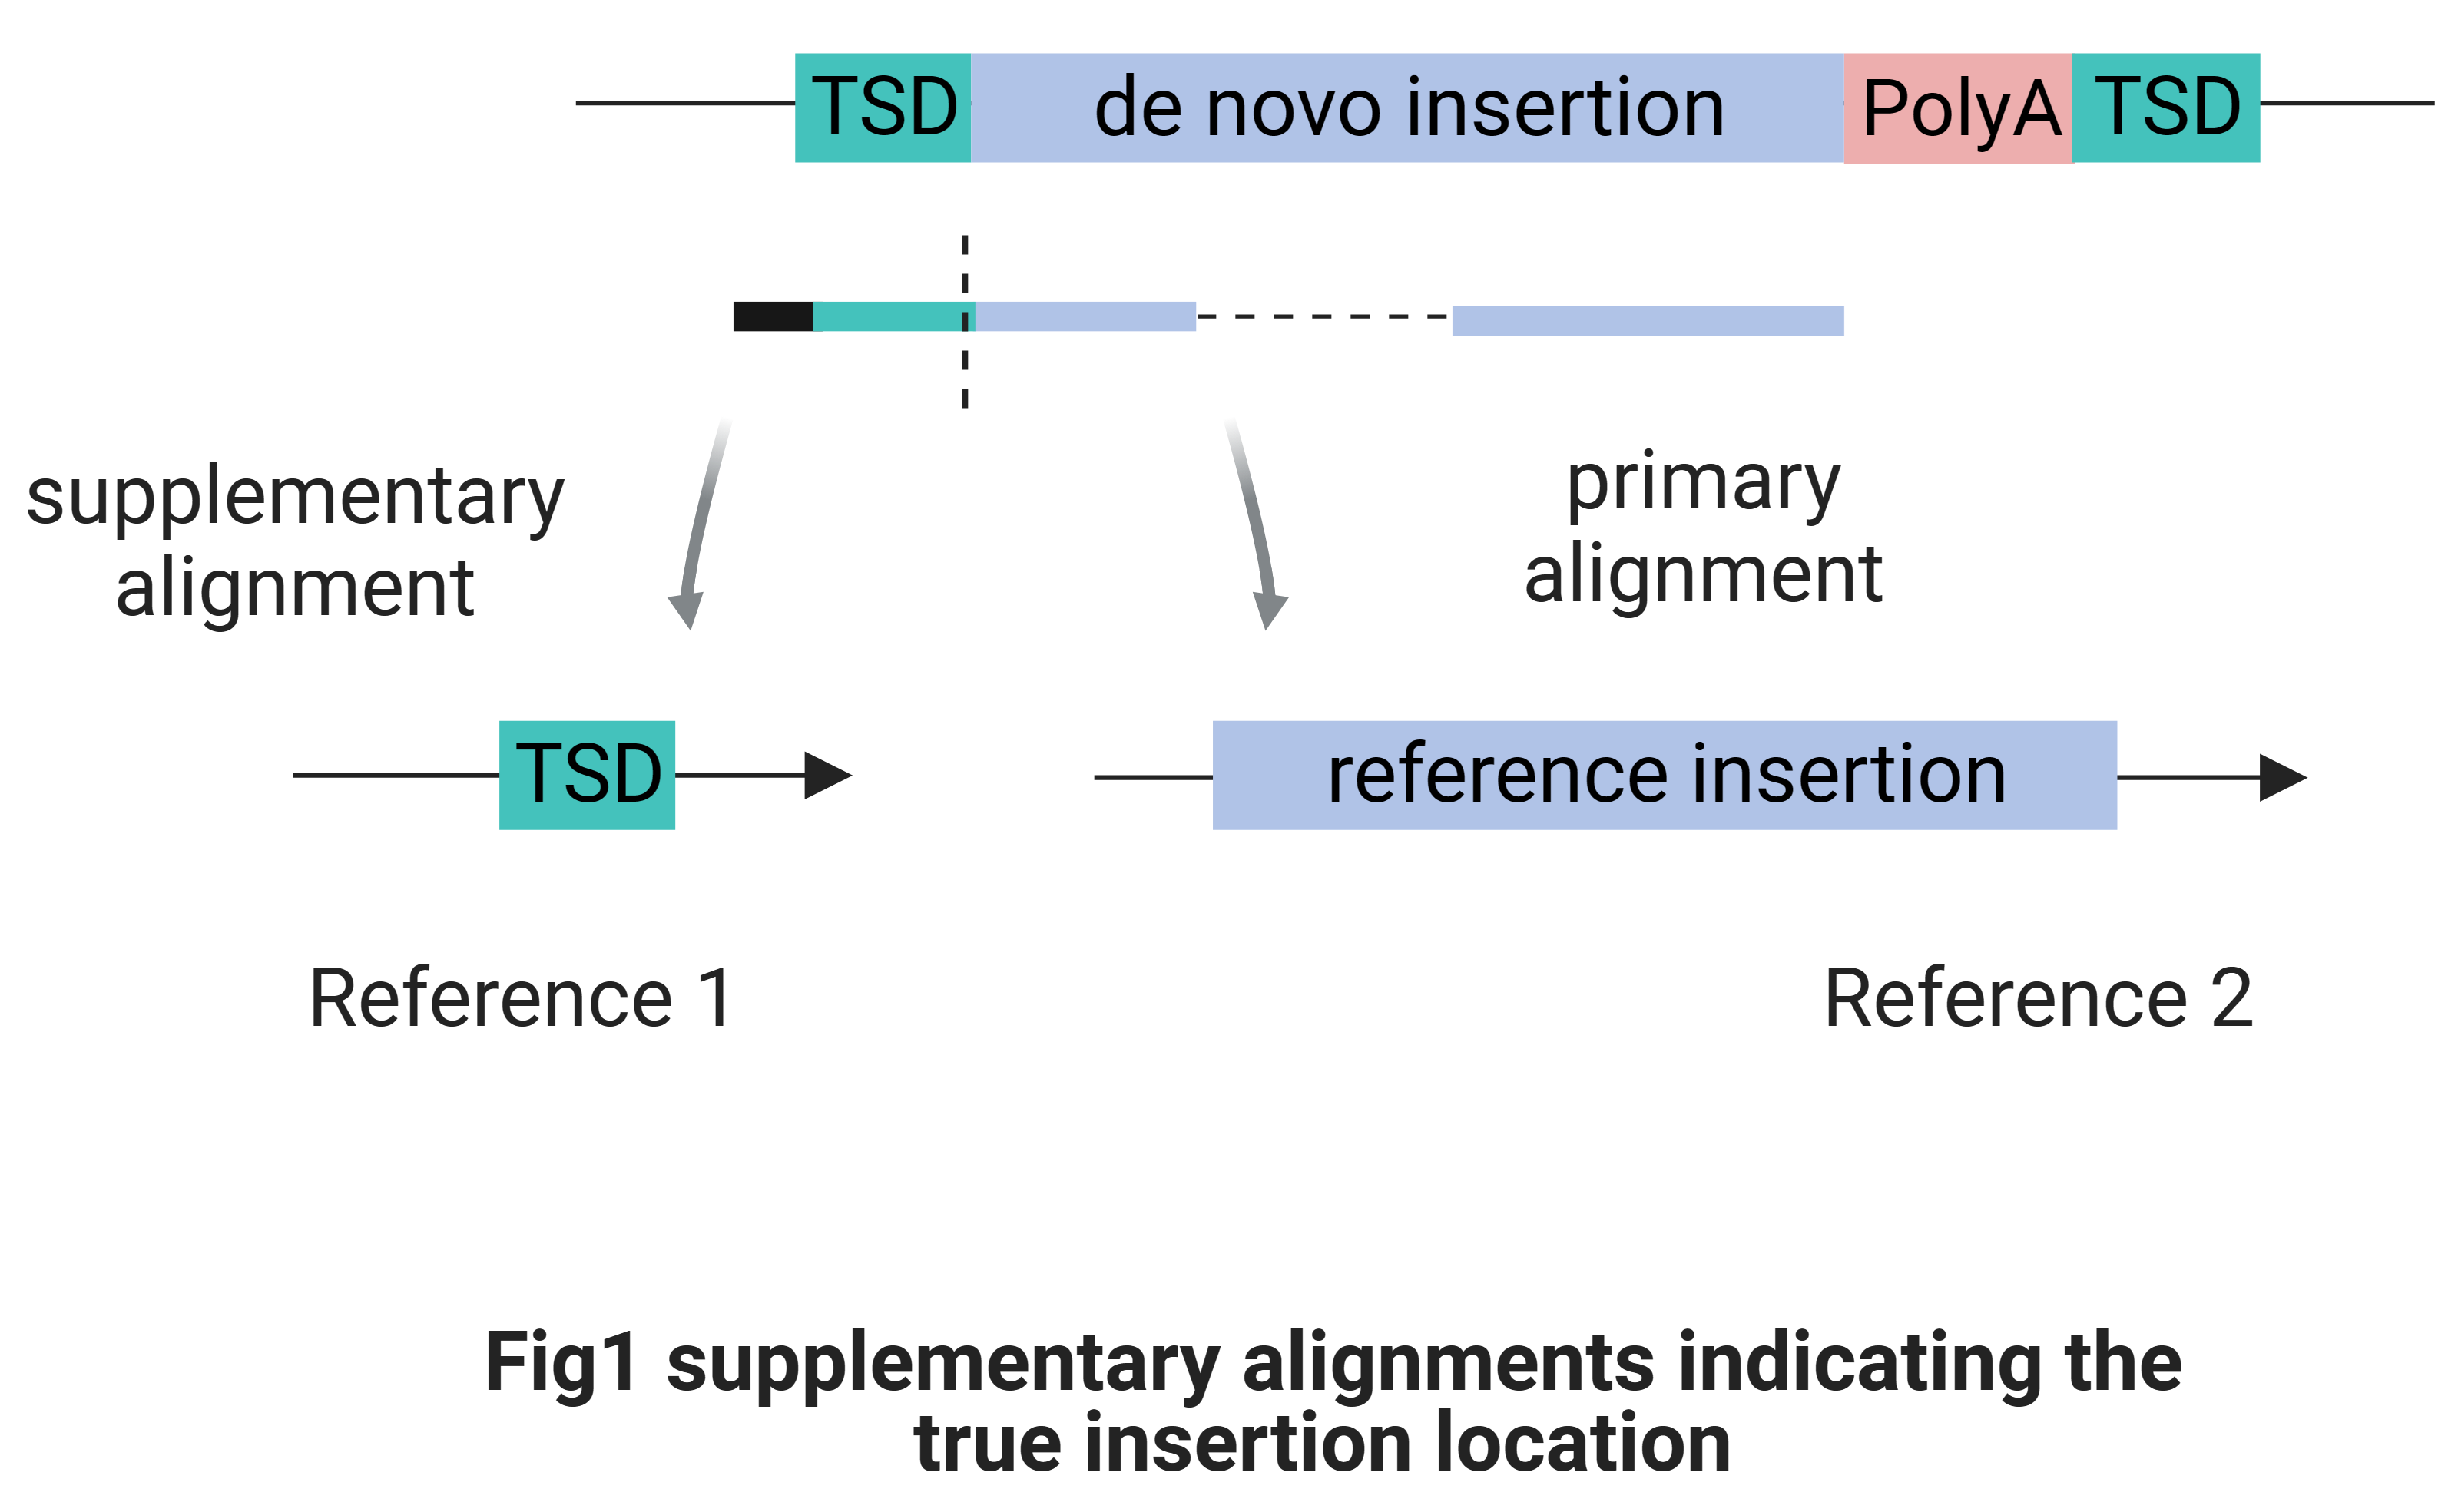 TSD de novo insertion PolyA TSD
supplementary
alignment
primary
alignment
TSD
reference insertion
Reference 1
Reference 2
Fig1 supplementary alignments indicating the
true insertion location